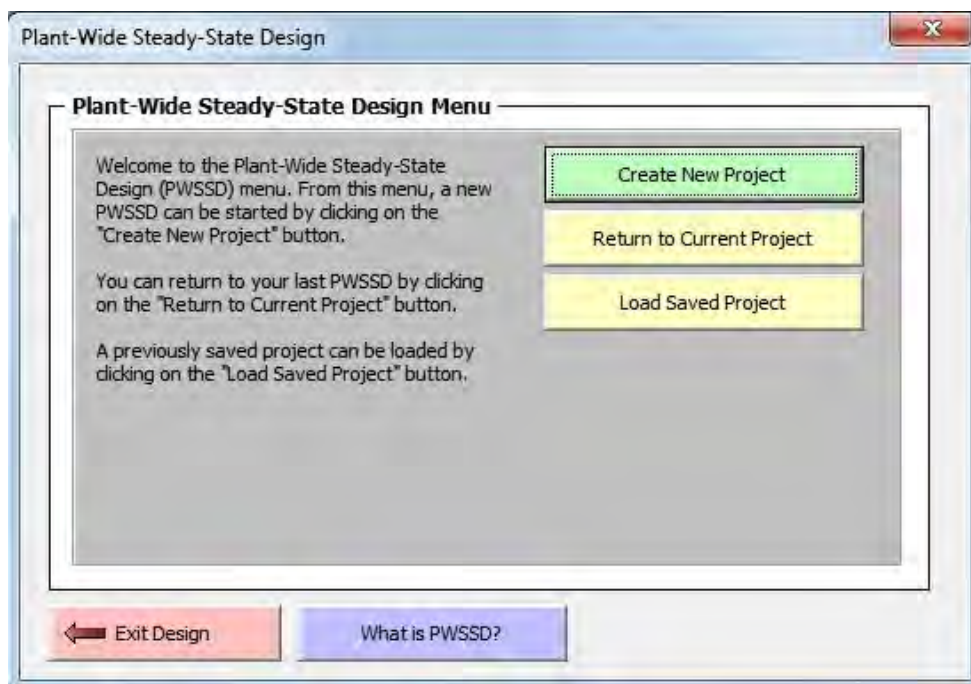 Plant-Wide Steady-State Design
Plant-Wide Steady-State Design Menu
Welcome to the Plant-Wide Steady-State
Design (PWSSD) menu. From this menu, a new
PWSSD can be started by clicking on the
"Create New Project" button.
You can return to your last PWSSD by clicking
on the "Return to Current Project" button.
A previously saved project can be loaded by
clicking on the "Load Saved Project" button.
Create New Project
Return to Current Project
Load Saved Project
Exit Design
What is PWSSD?